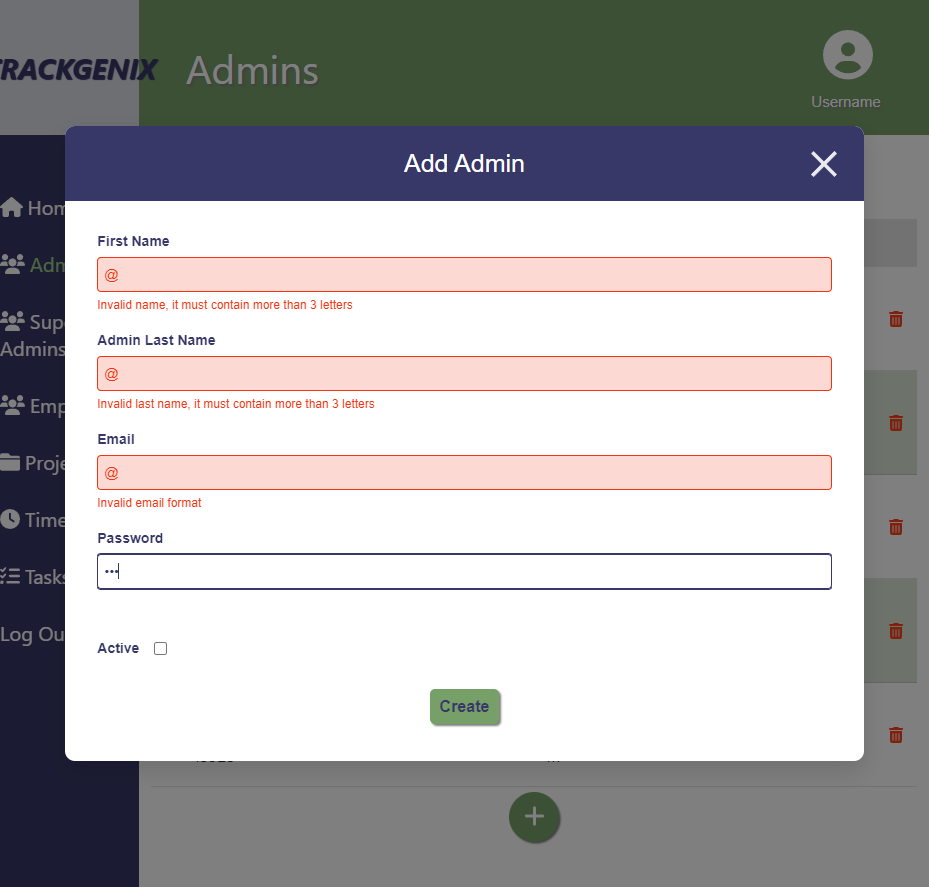 TRACKGENIX
Admins
Username
Add Admin
First Name
@
Invalid name, it must contain more than 3 letters
Admin Last Name
@
Invalid last name, it must contain more than 3 letters
Email
@
Invalid email format
Password
•••
Active
Create
Hom
Adm
Sup
Admins
Emp
Proje
Time
Tasks
Log Ou